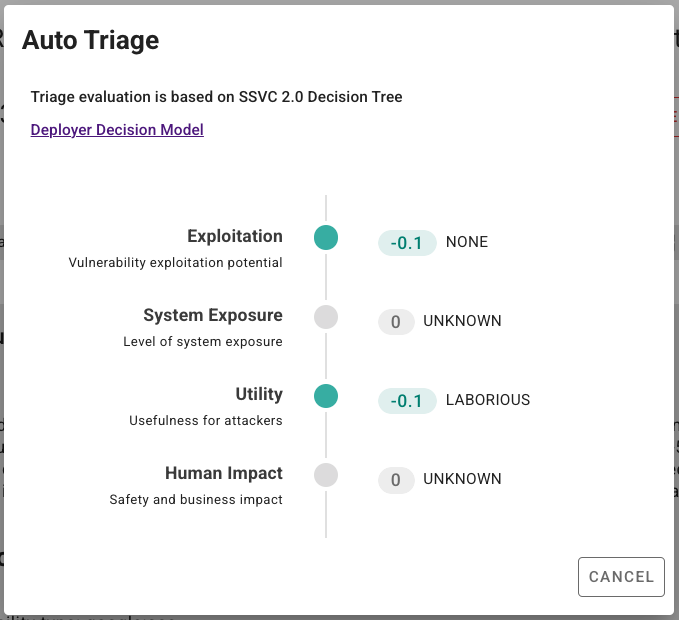 Auto Triage
Triage evaluation is based on SSVC 2.0 Decision Tree
Deployer Decision Model
Exploitation
Vulnerability exploitation potential
-0.1 NONE
System Exposure
Level of system exposure
0 UNKNOWN
Utility
Usefulness for attackers
-0.1 LABORIOUS
Human Impact
Safety and business impact
0 UNKNOWN
CANCEL